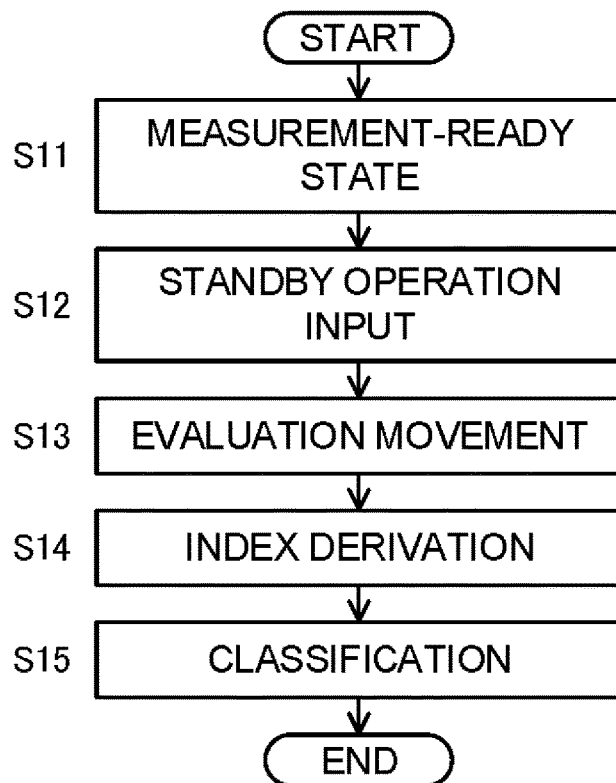 START
S11
MEASUREMENT-READY
STATE
S12
STANDBY OPERATION
INPUT
S13
EVALUATION MOVEMENT
S14
INDEX DERIVATION
S15
CLASSIFICATION
END